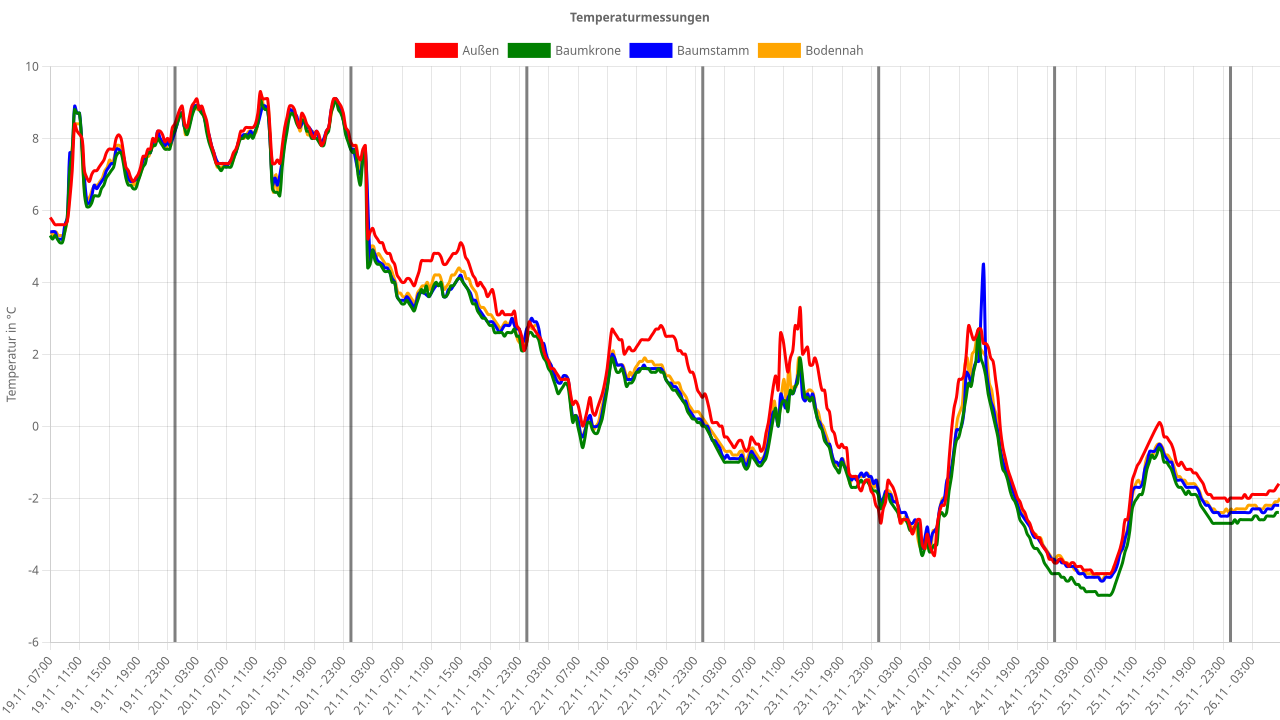 Temperaturmessungen
Außen Baumkrone Baumstamm Bodennah
Temperatur in °C
10
8
6
4
2
0
-2
-4
-6
19.11 - 07:00
19.11 - 11:00
19.11 - 15:00
19.11 - 19:00
19.11 - 23:00
20.11 - 03:00
20.11 - 07:00
20.11 - 11:00
20.11 - 15:00
20.11 - 19:00
20.11 - 23:00
21.11 - 03:00
21.11 - 07:00
21.11 - 11:00
21.11 - 15:00
21.11 - 19:00
21.11 - 23:00
22.11 - 03:00
22.11 - 07:00
22.11 - 11:00
22.11 - 15:00
22.11 - 19:00
22.11 - 23:00
23.11 - 03:00
23.11 - 07:00
23.11 - 11:00
23.11 - 15:00
23.11 - 19:00
23.11 - 23:00
24.11 - 03:00
24.11 - 07:00
24.11 - 11:00
24.11 - 15:00
24.11 - 19:00
24.11 - 23:00
25.11 - 03:00
25.11 - 07:00
25.11 - 11:00
25.11 - 15:00
25.11 - 19:00
25.11 - 23:00
26.11 - 03:00